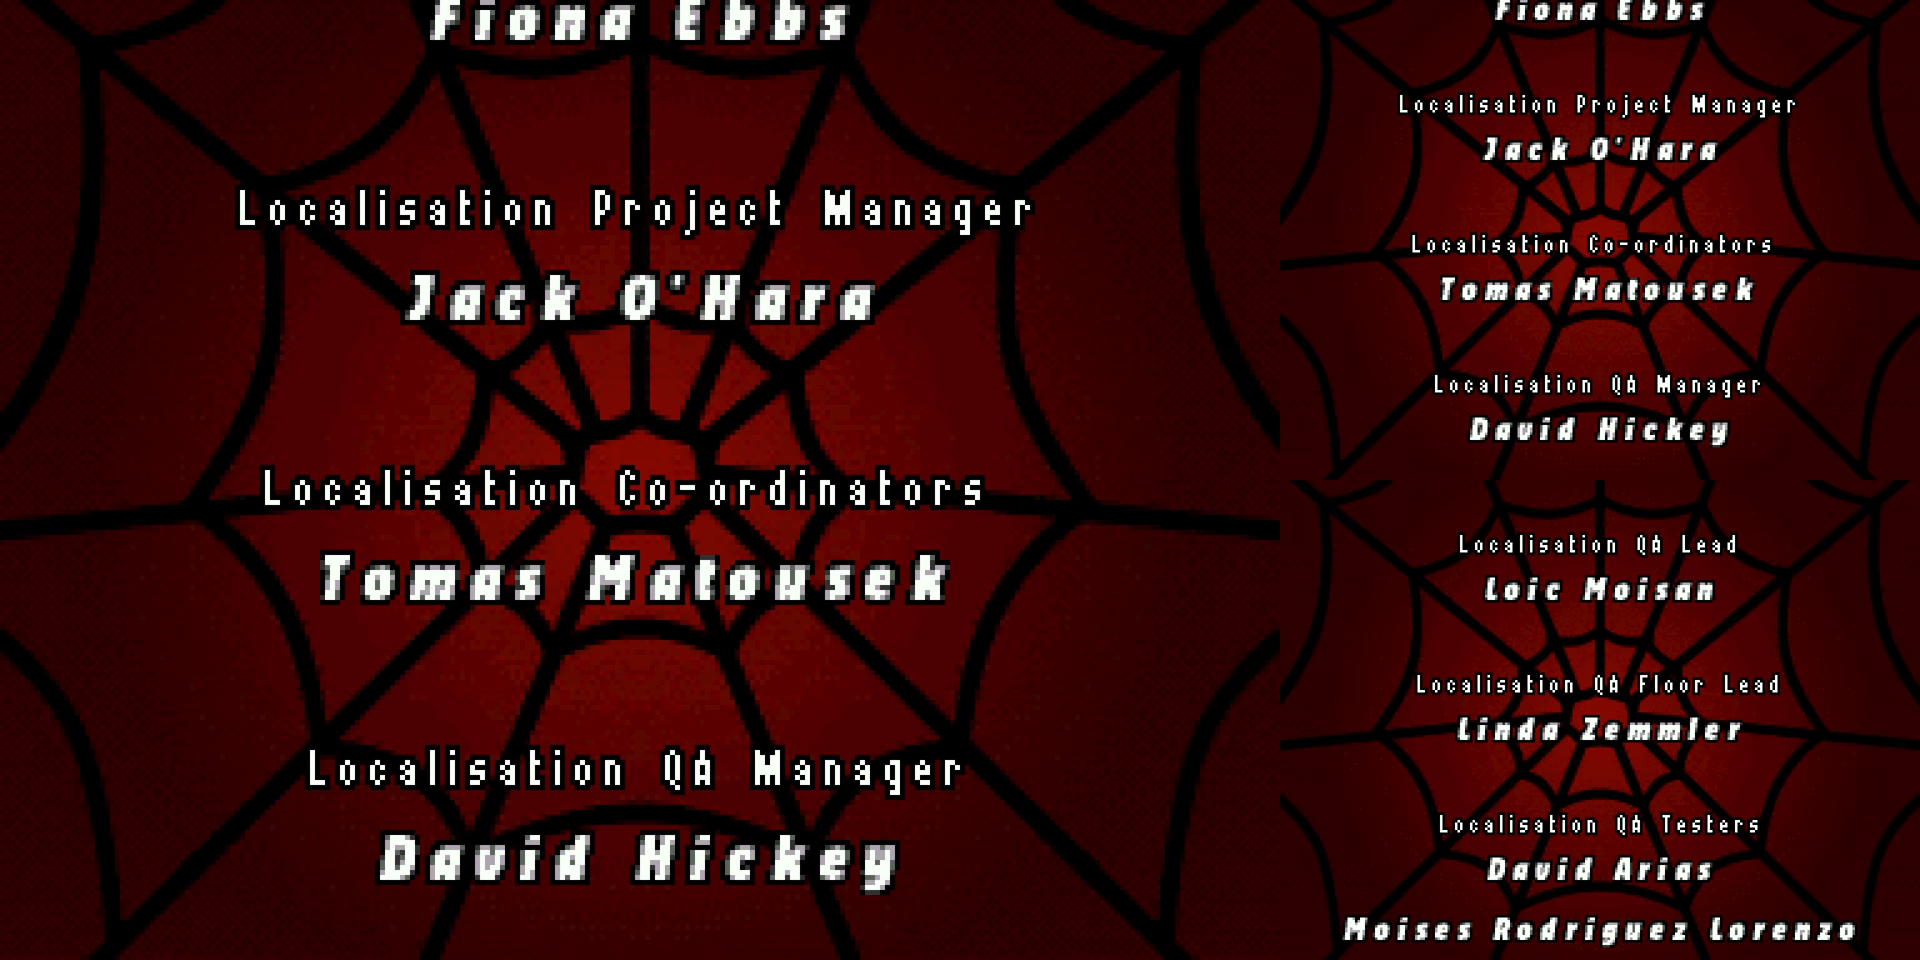 Fiona Ebbs
Localisation Project Manager
Jack O'Hara
Localisation Co-ordinators
Tomas Matousek
Localisation QA Manager
David Hickey
Fiona Ebbs
Localisation Project Manager
Jack O'Hara
Localisation Co-ordinators
Tomas Matousek
Localisation QA Manager
David Hickey
Localisation QA Lead
Loic Moisan
Localisation QA Floor Lead
Linda Zemmler
Localisation QA Testers
David Arias
Moises Rodriguez Lorenzo